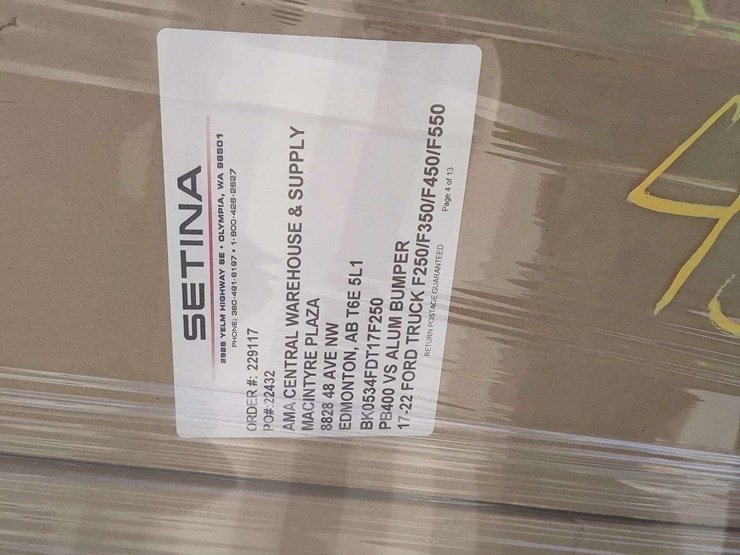 SETINA
2926 YELM HIGHWAY SE • OLYMPIA, WA 98501
PHONE: 360-491-6197 • 1-800-426-2627
ORDER #: 229117
PO#: 22432
AMA CENTRAL WAREHOUSE & SUPPLY
MACINTYRE PLAZA
8828 48 AVE NW
EDMONTON, AB T6E 5L1
BK0534FDT17F250
PB400 VS ALUM BUMPER
17-22 FORD TRUCK F250/F350/F450/F550
RETURN POSTAGE GUARANTEED
Page 4 of 13